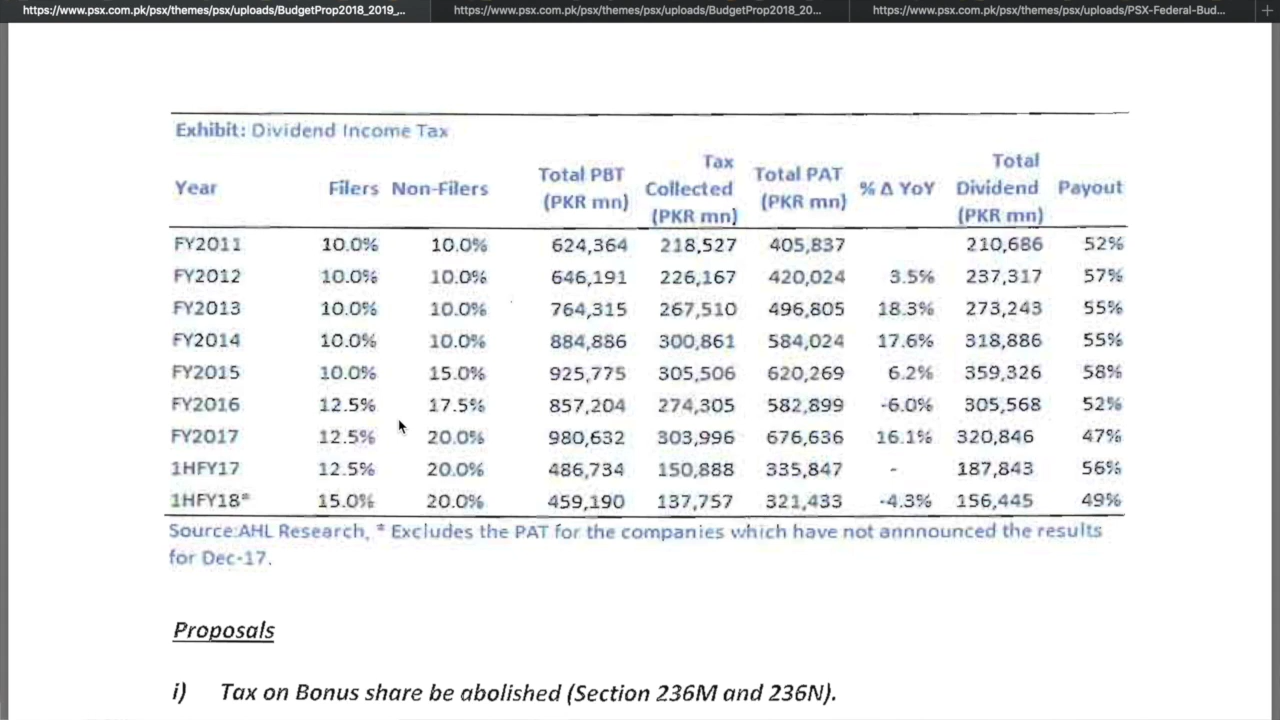 https://www.psx.com.pk/psx/themes/psx/uploads/BudgetProp2018_2019_... https://www.psx.com.pk/psx/themes/psx/uploads/BudgetProp2018_20... https://www.psx.com.pk/psx/themes/psx/uploads/PSX-Federal-Bud... +
Exhibit: Dividend Income Tax
Year Filers Non-Filers Total PBT (PKR mn) Tax Collected (PKR mn) Total PAT (PKR mn) % Δ YoY Total Dividend (PKR mn) Payout
FY2011 10.0% 10.0% 624,364 218,527 405,837 210,686 52%
FY2012 10.0% 10.0% 646,191 226,167 420,024 3.5% 237,317 57%
FY2013 10.0% 10.0% 764,315 267,510 496,805 18.3% 273,243 55%
FY2014 10.0% 10.0% 884,886 300,861 584,024 17.6% 318,886 55%
FY2015 10.0% 15.0% 925,775 305,506 620,269 6.2% 359,326 58%
FY2016 12.5% 17.5% 857,204 274,305 582,899 -6.0% 305,568 52%
FY2017 12.5% 20.0% 980,632 303,996 676,636 16.1% 320,846 47%
1HFY17 12.5% 20.0% 486,734 150,888 335,847 - 187,843 56%
1HFY18* 15.0% 20.0% 459,190 137,757 321,433 -4.3% 156,445 49%
Source:AHL Research, * Excludes the PAT for the companies which have not annnounced the results
for Dec-17.
Proposals
i) Tax on Bonus share be abolished (Section 236M and 236N).